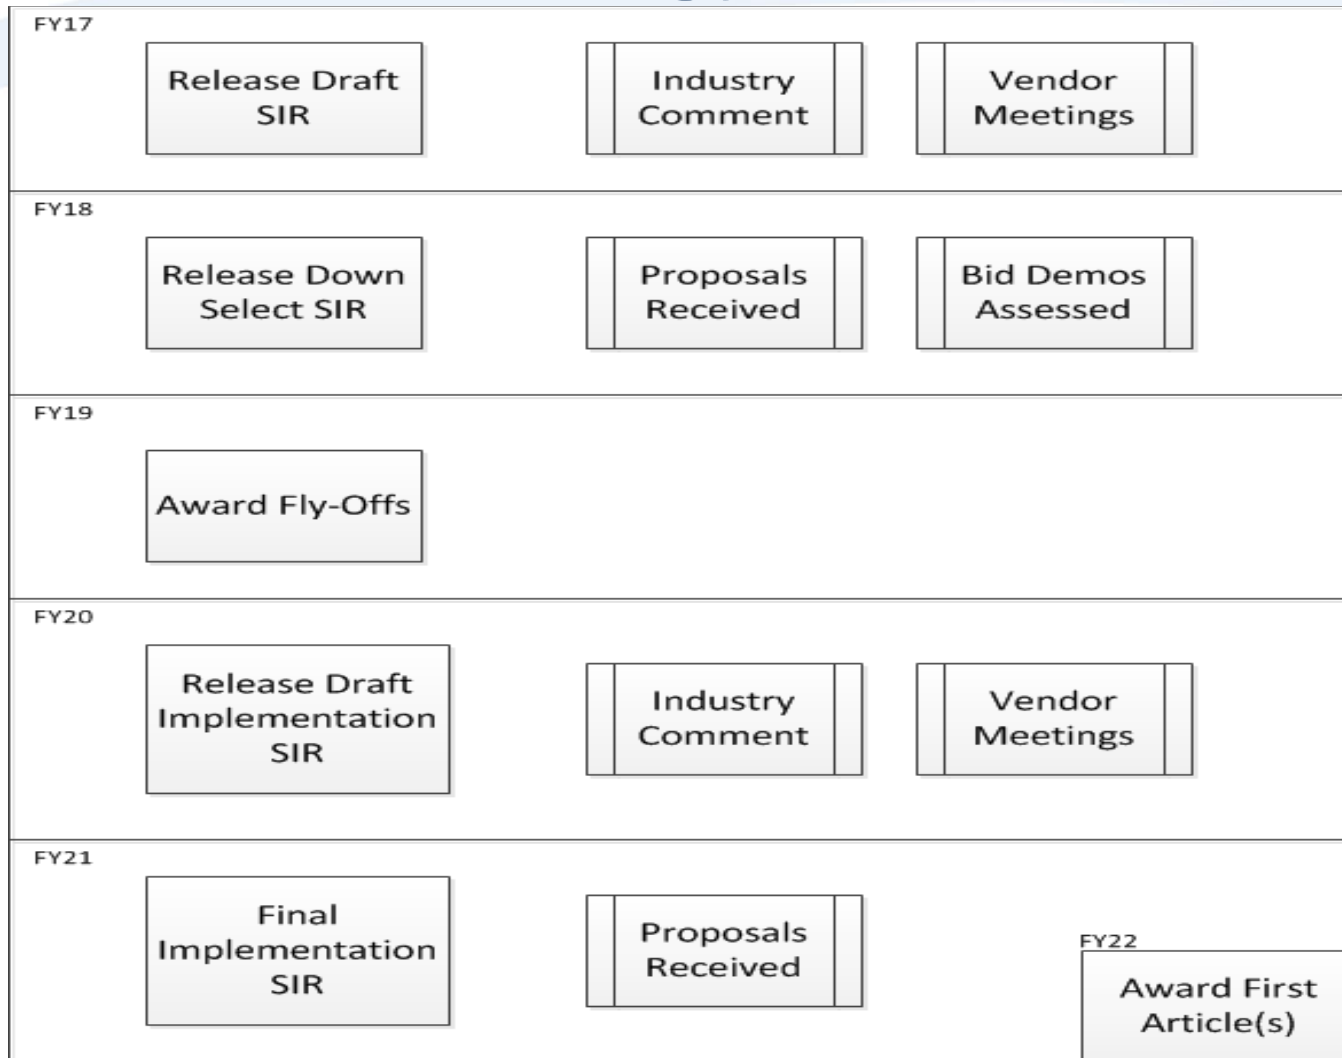 FY17
Release Draft
SIR
Industry
Comment
Vendor
Meetings
FY18
Release Down
Select SIR
Proposals
Received
Bid Demos
Assessed
FY19
Award Fly-Offs
FY20
Release Draft
Implementation
SIR
Industry
Comment
Vendor
Meetings
FY21
Final
Implementation
SIR
Proposals
Received
FY22
Award First
Article(s)